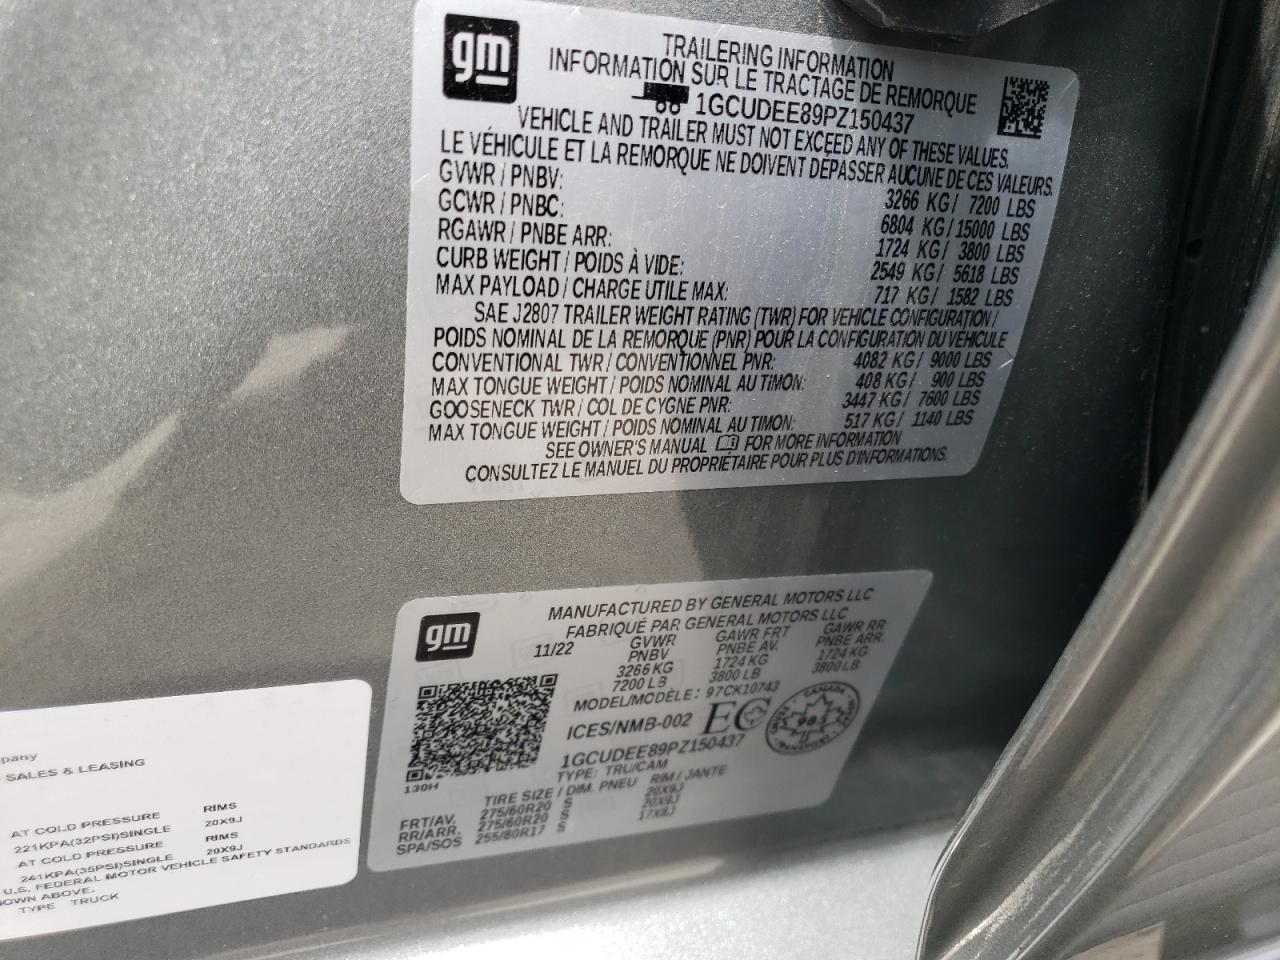 gm
TRAILERING INFORMATION
INFORMATION SUR LE TRACTAGE DE REMORQUE
1GCUDEE89PZ150437
VEHICLE AND TRAILER MUST NOT EXCEED ANY OF THESE VALUES.
LE VÉHICULE ET LA REMORQUE NE DOIVENT DÉPASSER AUCUNE DE CES VALEURS.
GVWR / PNBV: 3266 KG / 7200 LBS
GCWR / PNBC: 6804 KG / 15000 LBS
RGAWR / PNBE ARR: 1724 KG / 3800 LBS
CURB WEIGHT / POIDS À VIDE: 2549 KG / 5618 LBS
MAX PAYLOAD / CHARGE UTILE MAX: 717 KG / 1582 LBS
SAE J2807 TRAILER WEIGHT RATING (TWR) FOR VEHICLE CONFIGURATION /
POIDS NOMINAL DE LA REMORQUE (PNR) POUR LA CONFIGURATION DU VÉHICULE
CONVENTIONAL TWR / CONVENTIONNEL PNR: 4082 KG / 9000 LBS
MAX TONGUE WEIGHT / POIDS NOMINAL AU TIMON: 408 KG / 900 LBS
GOOSENECK TWR / COL DE CYGNE PNR: 3447 KG / 7600 LBS
MAX TONGUE WEIGHT / POIDS NOMINAL AU TIMON: 517 KG / 1140 LBS
SEE OWNER'S MANUAL FOR MORE INFORMATION
CONSULTEZ LE MANUEL DU PROPRIÉTAIRE POUR PLUS D'INFORMATIONS.
gm
MANUFACTURED BY GENERAL MOTORS LLC
FABRIQUÉ PAR GENERAL MOTORS LLC
11/22 GVWR GAWR FRT GAWR RR
PNBV PNBE AV. PNBE ARR.
3266 KG 1724 KG 1724 KG
7200 LB 3800 LB 3800 LB
MODEL/MODÈLE: 97CK10743
ICES/NMB-002 EC
CANADA
TRANSPORT
1GCUDEE89PZ150437
TYPE: TRU/CAM
130H
TIRE SIZE / DIM. PNEU RIM / JANTE
FRT/AV. 275/60R20 S 20X9J
RR/ARR. 275/60R20 S 20X9J
SPA/SOS 255/80R17 S 17X8J
SALES & LEASING
AT COLD PRESSURE RIMS
221KPA(32PSI)SINGLE 20X9J
AT COLD PRESSURE RIMS
241KPA(35PSI)SINGLE 20X9J
U.S. FEDERAL MOTOR VEHICLE SAFETY STANDARDS
ABOVE.
TYPE TRUCK